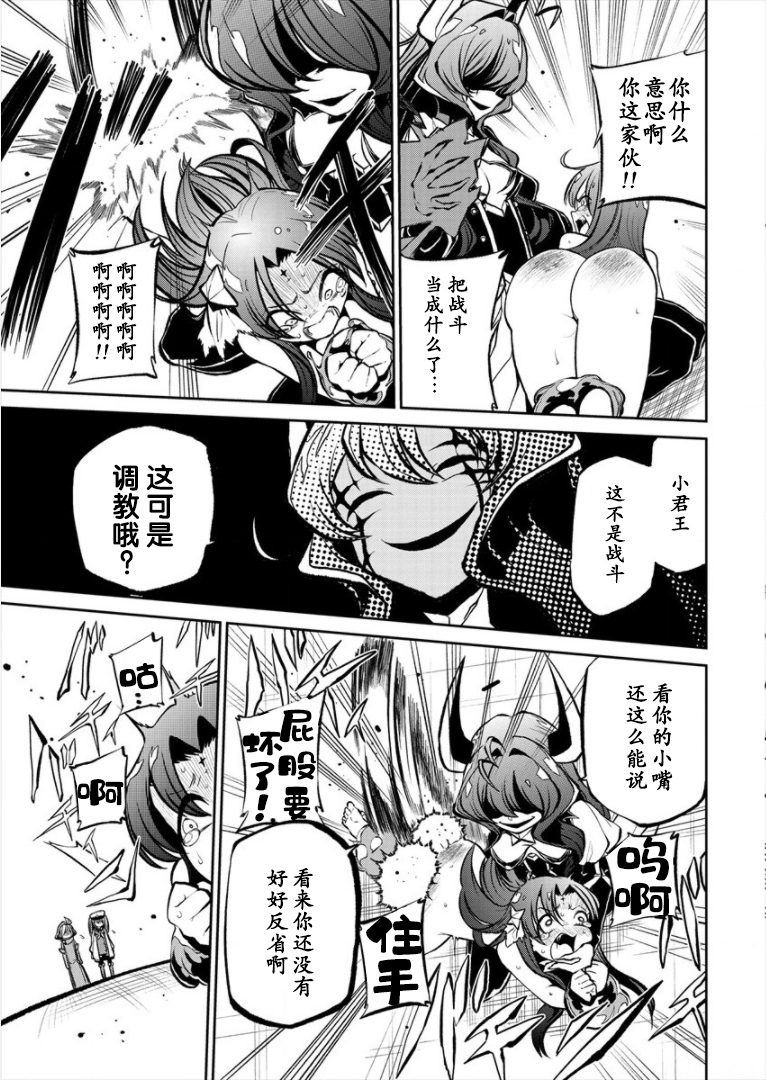 你什么
意思啊
你这家伙!!
把战斗
当成什么了…
啊啊啊啊啊
啊啊啊啊!!
小君王
这不是战斗
这可是
调教哦?
看你的小嘴
还这么能说
屁股要
坏了!!
呜啊
住手
看来你还没有
好好反省啊
咕…
啊